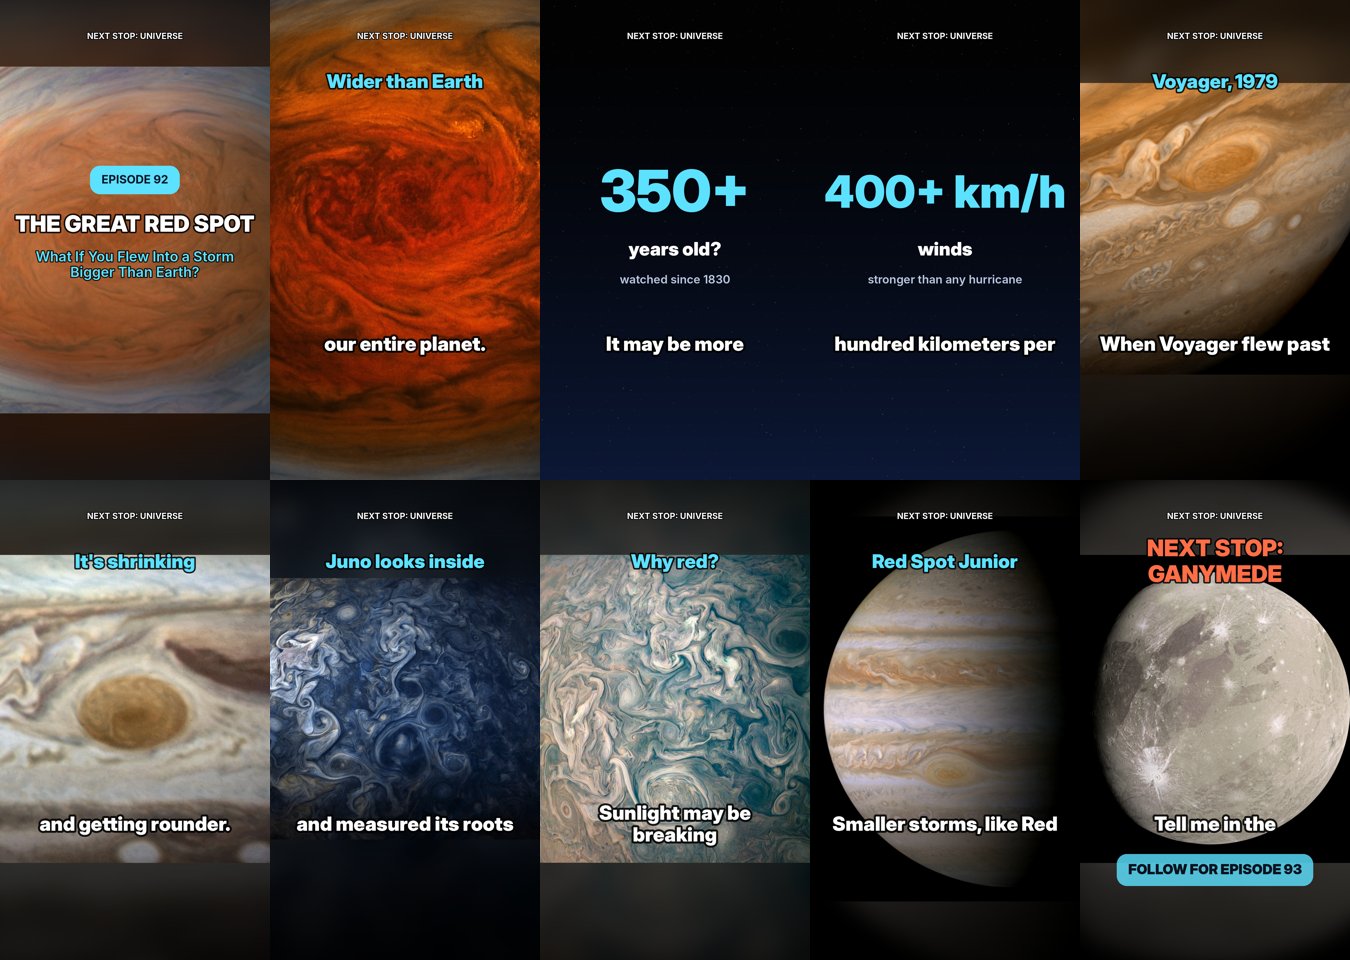 NEXT STOP: UNIVERSE
EPISODE 92
THE GREAT RED SPOT
What If You Flew Into a Storm
Bigger Than Earth?
NEXT STOP: UNIVERSE
Wider than Earth
our entire planet.
NEXT STOP: UNIVERSE
350+
years old?
watched since 1830
It may be more
NEXT STOP: UNIVERSE
400+ km/h
winds
stronger than any hurricane
hundred kilometers per
NEXT STOP: UNIVERSE
Voyager, 1979
When Voyager flew past
NEXT STOP: UNIVERSE
It's shrinking
and getting rounder.
NEXT STOP: UNIVERSE
Juno looks inside
and measured its roots
NEXT STOP: UNIVERSE
Why red?
Sunlight may be
breaking
NEXT STOP: UNIVERSE
Red Spot Junior
Smaller storms, like Red
NEXT STOP: UNIVERSE
NEXT STOP:
GANYMEDE
Tell me in the
FOLLOW FOR EPISODE 93